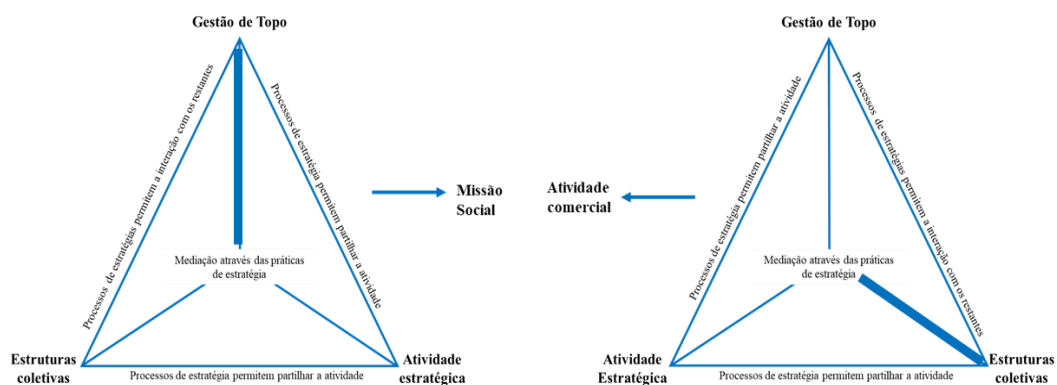 Gestão de Topo
Processos de estratégias permitem a interação com os restantes
Processos de estratégia permitem partilhar a atividade
Mediação através das práticas
de estratégia
Estruturas
coletivas
Processos de estratégia permitem partilhar a atividade
Atividade
estratégica
Missão
Social
Gestão de Topo
Atividade
comercial
Processos de estratégia permitem partilhar a atividade
Processos de estratégias permitem a interação com os restantes
Mediação através das práticas
de estratégia
Atividade
Estratégica
Processos de estratégia permitem partilhar a atividade
Estruturas
coletivas